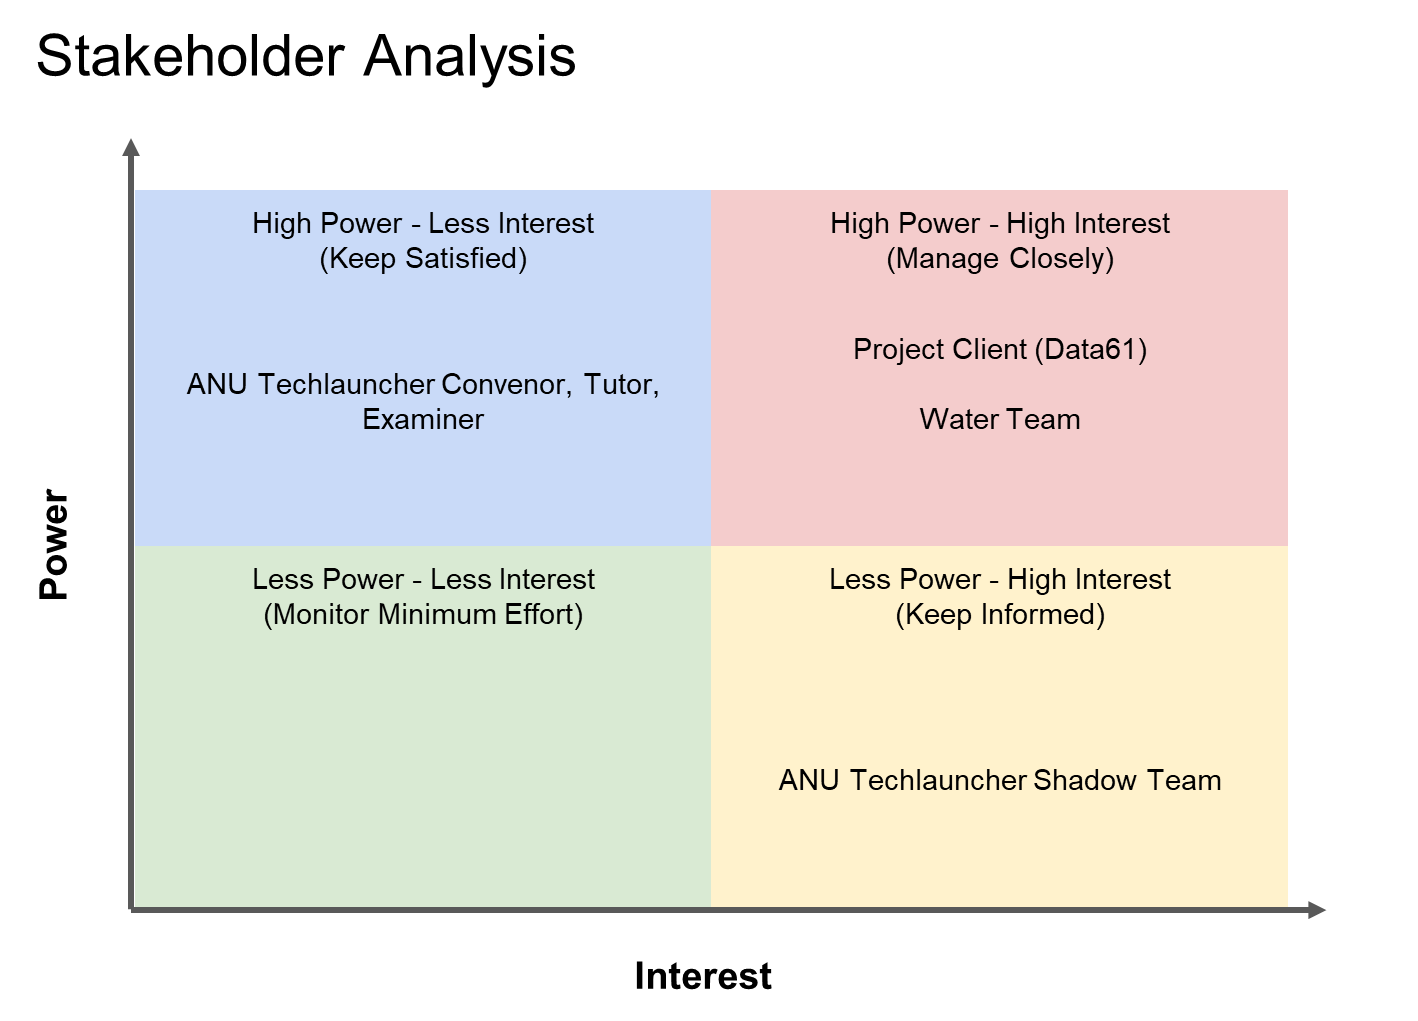 Stakeholder Analysis
High Power - Less Interest
(Keep Satisfied)
ANU Techlauncher Convenor, Tutor,
Examiner
High Power - High Interest
(Manage Closely)
Project Client (Data61)
Water Team
Power
Less Power - Less Interest
(Monitor Minimum Effort)
Less Power - High Interest
(Keep Informed)
ANU Techlauncher Shadow Team
Interest